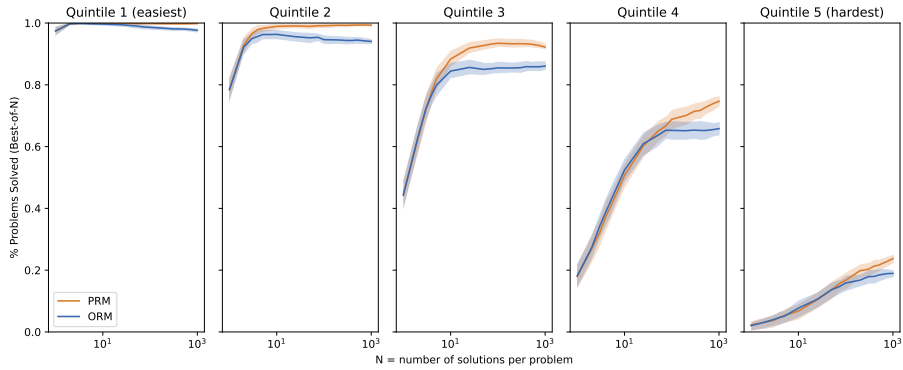 Quintile 1 (easiest)
Quintile 2
Quintile 3
Quintile 4
Quintile 5 (hardest)
% Problems Solved (Best-of-N)
1.0
0.8
0.6
0.4
0.2
0.0
PRM
ORM
10¹ 10³
10¹ 10³
10¹ 10³
10¹ 10³
10¹ 10³
N = number of solutions per problem